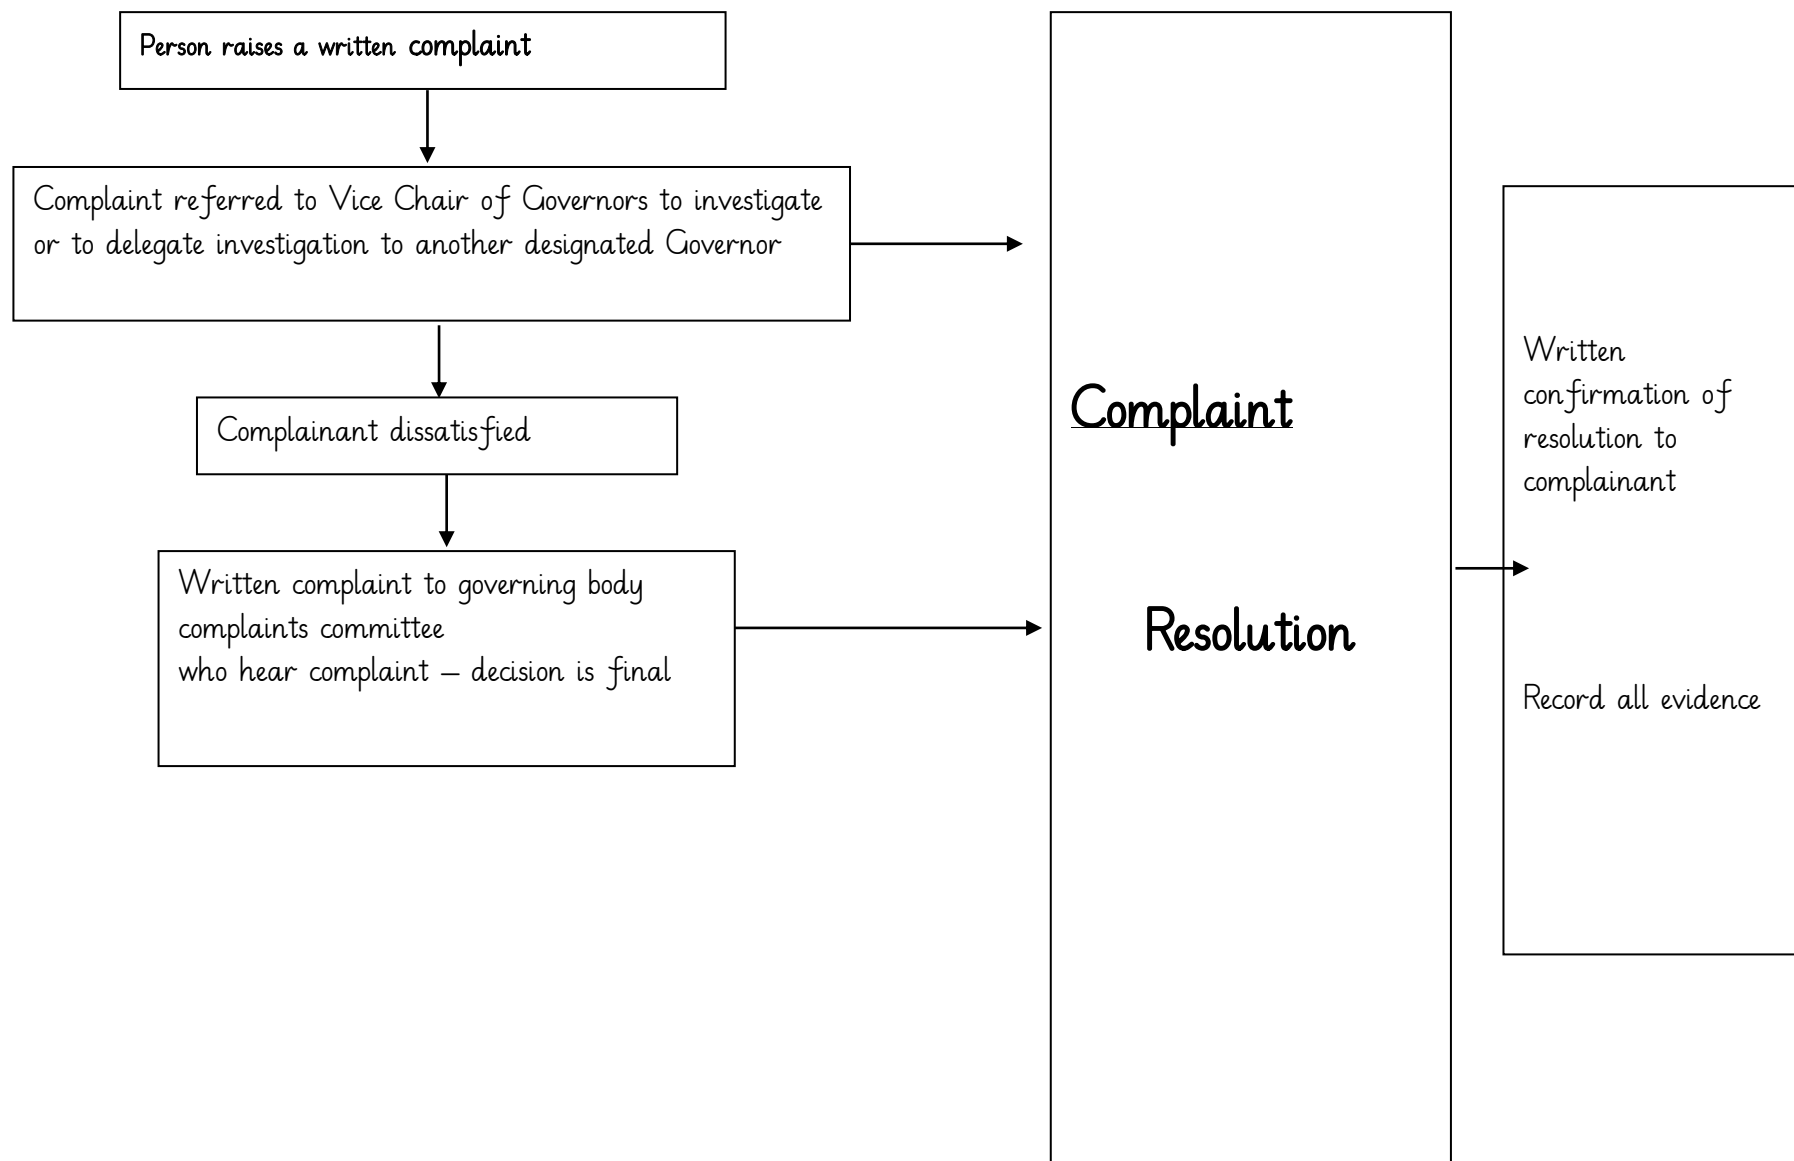 Person raises a written complaint
Complaint referred to Vice Chair of Governors to investigate
or to delegate investigation to another designated Governor
Complainant dissatisfied
Written complaint to governing body
complaints committee
who hear complaint – decision is final
Complaint
Resolution
Written
confirmation of
resolution to
complainant
Record all evidence